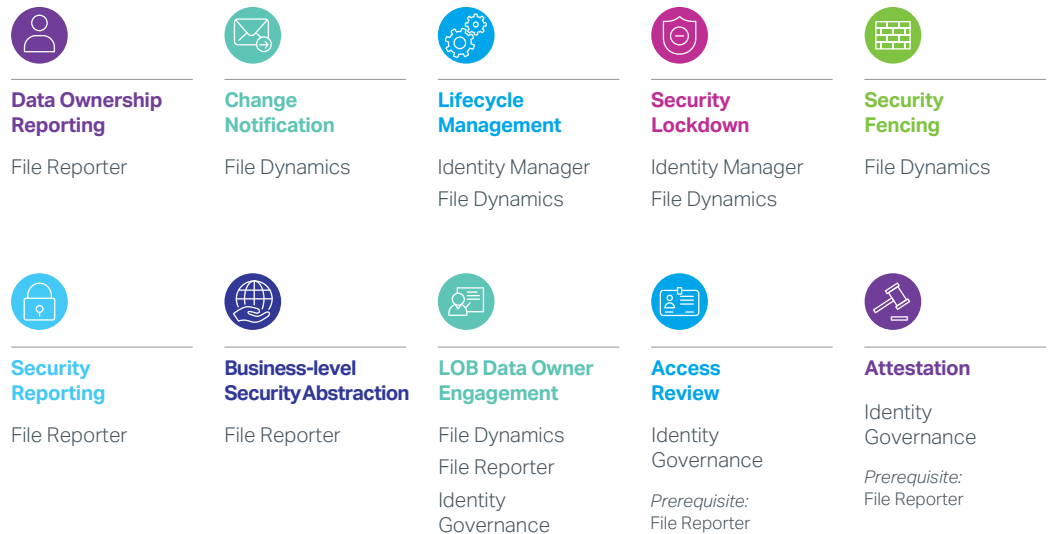 Data Ownership
Reporting
File Reporter
Change
Notification
File Dynamics
Lifecycle
Management
Identity Manager
File Dynamics
Security
Lockdown
Identity Manager
File Dynamics
Security
Fencing
File Dynamics
Security
Reporting
File Reporter
Business-level
Security Abstraction
File Reporter
LOB Data Owner
Engagement
File Dynamics
File Reporter
Identity
Governance
Access
Review
Identity
Governance
Prerequisite:
File Reporter
Attestation
Identity
Governance
Prerequisite:
File Reporter